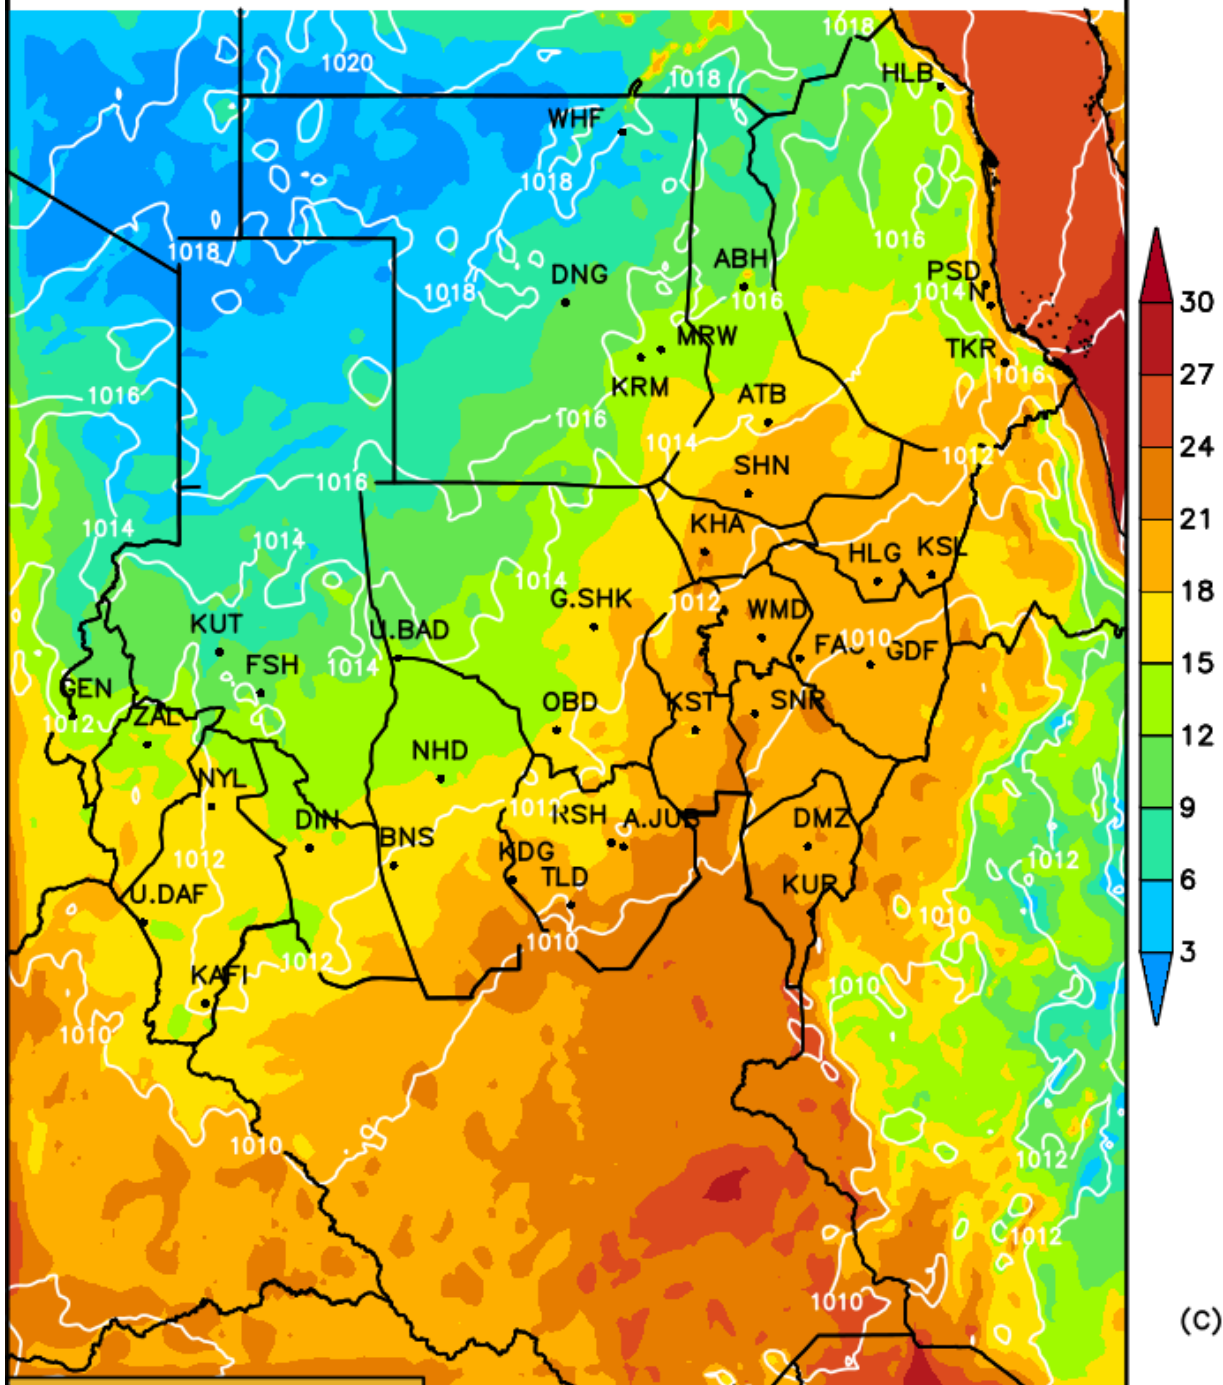 1018
1020
HLB
1018
WHF
1018
1016
1018
ABH
DNG
PSD
1018
1014
N
1016
30
MRW
TKR
1016
27
KRM
ATB
1016
1016
1014
24
1012
SHN
1016
21
1014
KHA
1014
HLG
KSL
1014
18
G.SHK
1012
WMD
KUT
U.BAD
1010
FAS
GDF
FSH
1014
15
GEN
KST
SNR
OBD
ZAL
1012
12
NHD
NYL
9
1012
RSH
A.JUB
DIN
DMZ
BNS
1012
KDG
1012
TLD
6
KUR
U.DAF
1010
1010
3
1012
KAFI
1010
1010
1010
1012
1012
1010
(C)